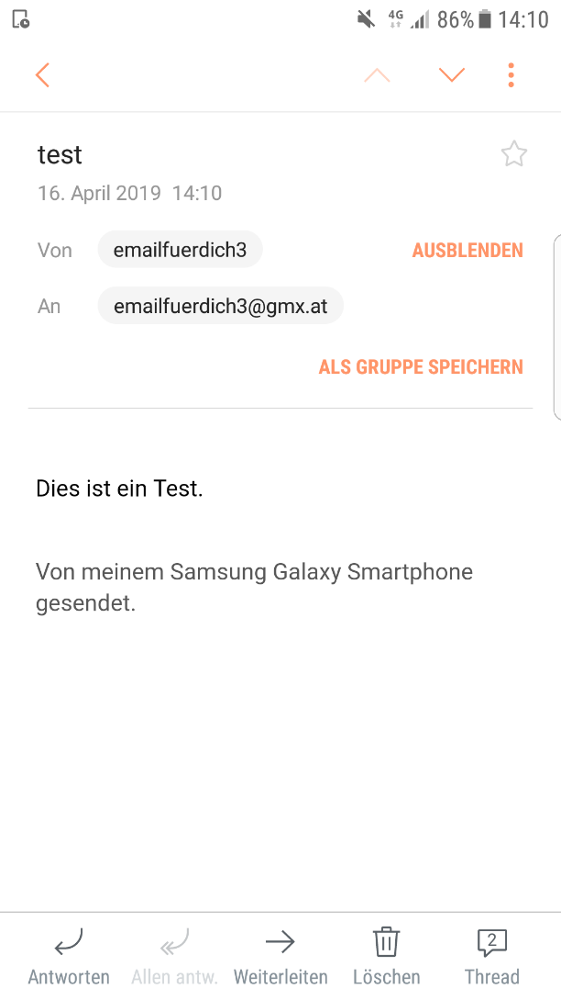 4G 86% 14:10
test
16. April 2019 14:10
Von emailfuerdich3 AUSBLENDEN
An emailfuerdich3@gmx.at
ALS GRUPPE SPEICHERN
Dies ist ein Test.
Von meinem Samsung Galaxy Smartphone
gesendet.
2
Antworten Allen antw. Weiterleiten Löschen Thread